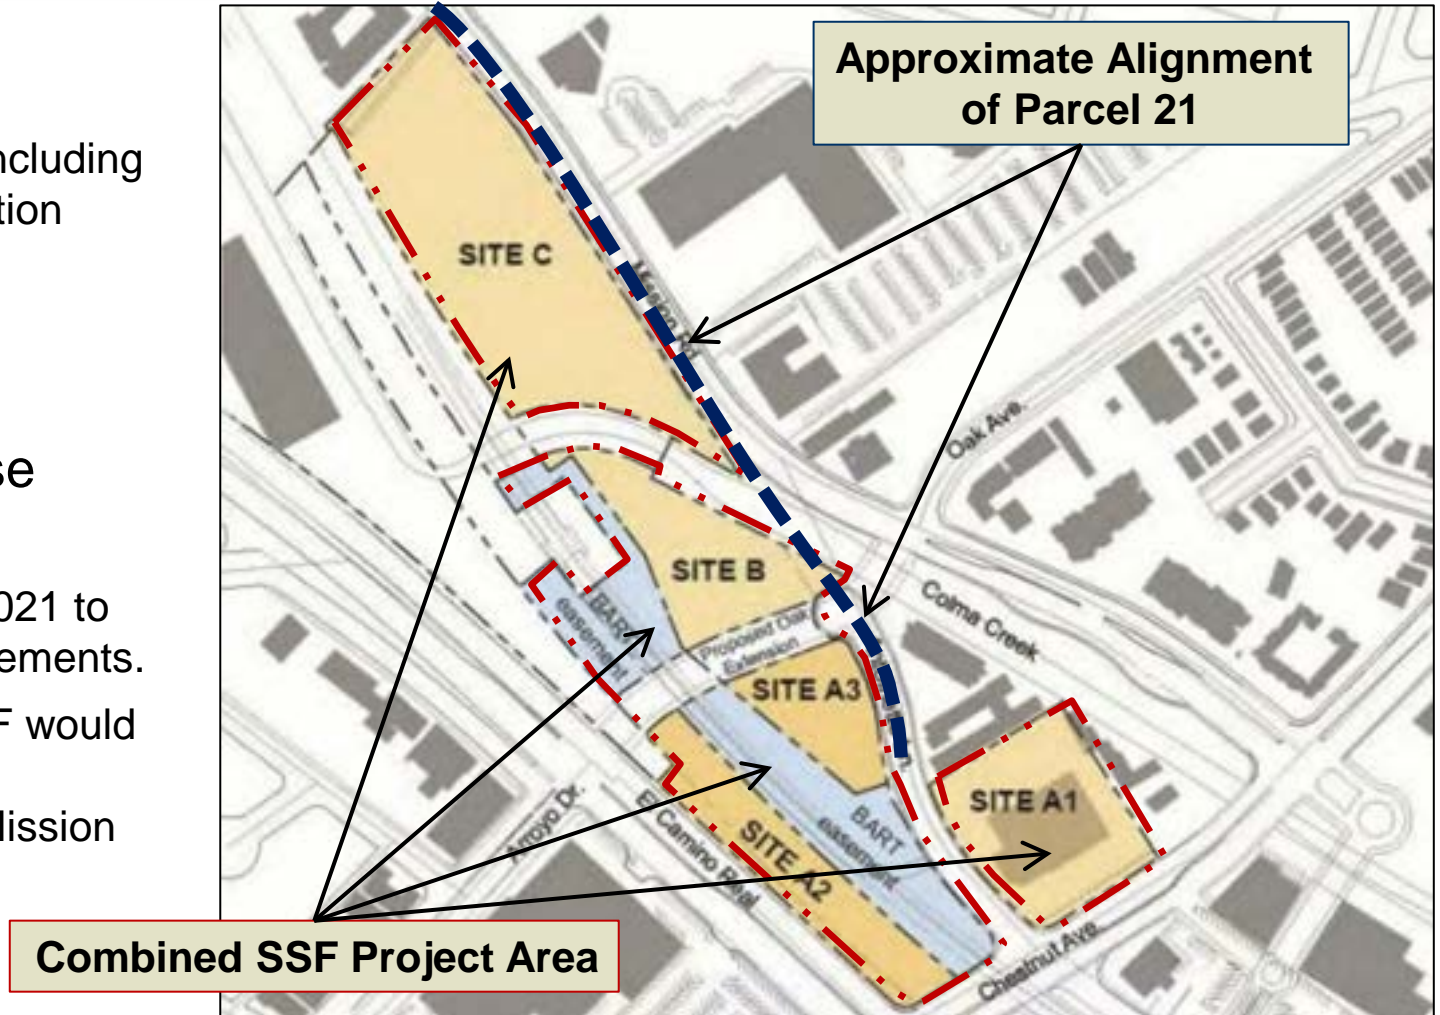 ncluding
tion
se
021 to
ements.
F would
lission
Approximate Alignment
of Parcel 21
SITE C
Oak Ave.
SITE B
BART
easement
Proposed Oak
Extension
Colma Creek
SITE A3
SITE A1
BART
easement
Arroyo Dr.
El Camino Real
SITE A2
Chestnut Ave.
Combined SSF Project Area